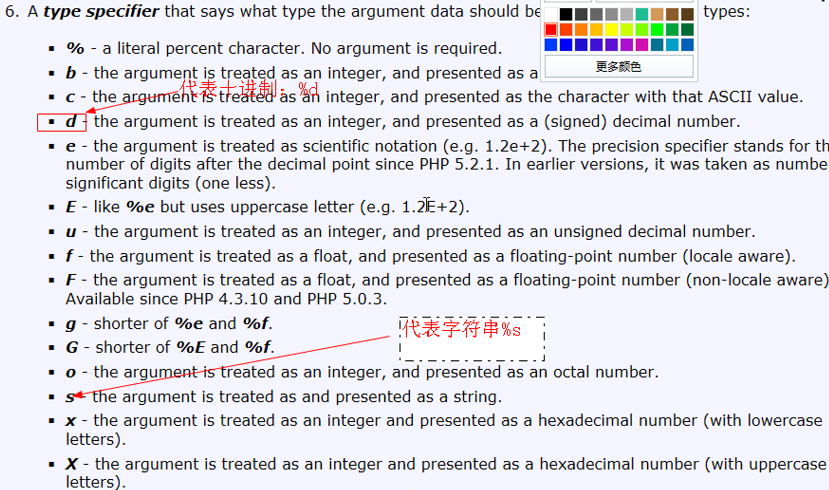 6. A type specifier that says what type the argument data should be types:
% - a literal percent character. No argument is required.
更多颜色
b - the argument is treated as an integer, and presented as a
代表十进制：%d
c - the argument is treated as an integer, and presented as the character with that ASCII value.
d - the argument is treated as an integer, and presented as a (signed) decimal number.
e - the argument is treated as scientific notation (e.g. 1.2e+2). The precision specifier stands for th
number of digits after the decimal point since PHP 5.2.1. In earlier versions, it was taken as numbe
significant digits (one less).
E - like %e but uses uppercase letter (e.g. 1.2E+2).
u - the argument is treated as an integer, and presented as an unsigned decimal number.
f - the argument is treated as a float, and presented as a floating-point number (locale aware).
F - the argument is treated as a float, and presented as a floating-point number (non-locale aware)
Available since PHP 4.3.10 and PHP 5.0.3.
g - shorter of %e and %f.
代表字符串%s
G - shorter of %E and %f.
o - the argument is treated as an integer, and presented as an octal number.
s - the argument is treated as and presented as a string.
x - the argument is treated as an integer and presented as a hexadecimal number (with lowercase
letters).
X - the argument is treated as an integer and presented as a hexadecimal number (with uppercase
letters).